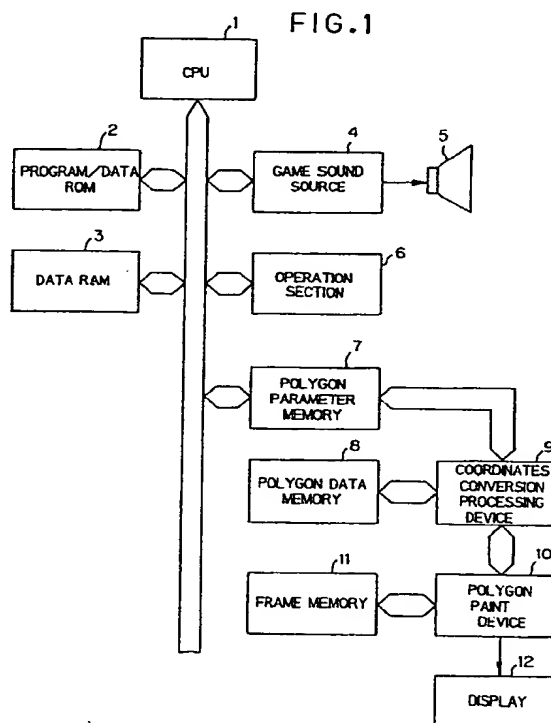 FIG.1
1
CPU
2
PROGRAM/DATA
ROM
4
GAME SOUND
SOURCE
5
3
DATA RAM
6
OPERATION
SECTION
7
POLYGON
PARAMETER
MEMORY
8
POLYGON DATA
MEMORY
9
COORDINATES
CONVERSION
PROCESSING
DEVICE
11
FRAME MEMORY
10
POLYGON
PAINT
DEVICE
12
DISPLAY